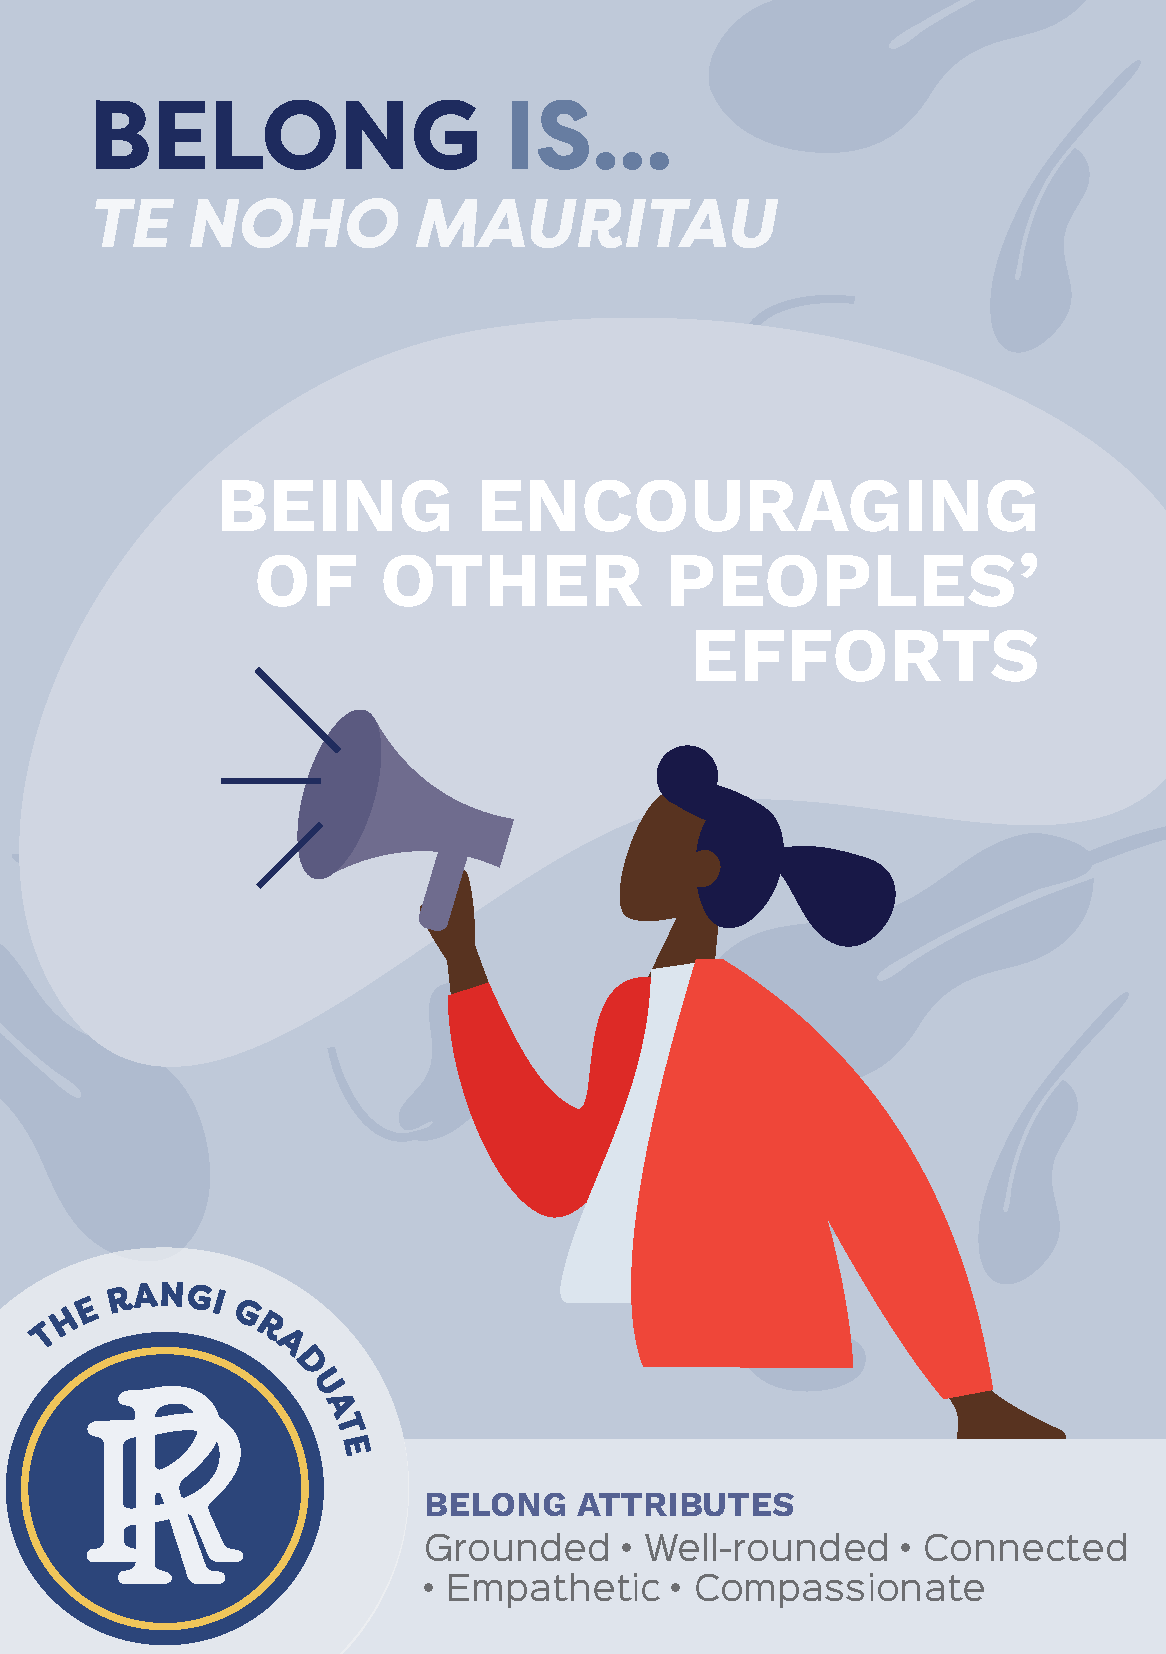 BELONG IS...
TE NOHO MAURITAU
BEING ENCOURAGING
OF OTHER PEOPLES’
EFFORTS
THE RANGI GRADUATE
RR
BELONG ATTRIBUTES
Grounded • Well-rounded • Connected
• Empathetic • Compassionate